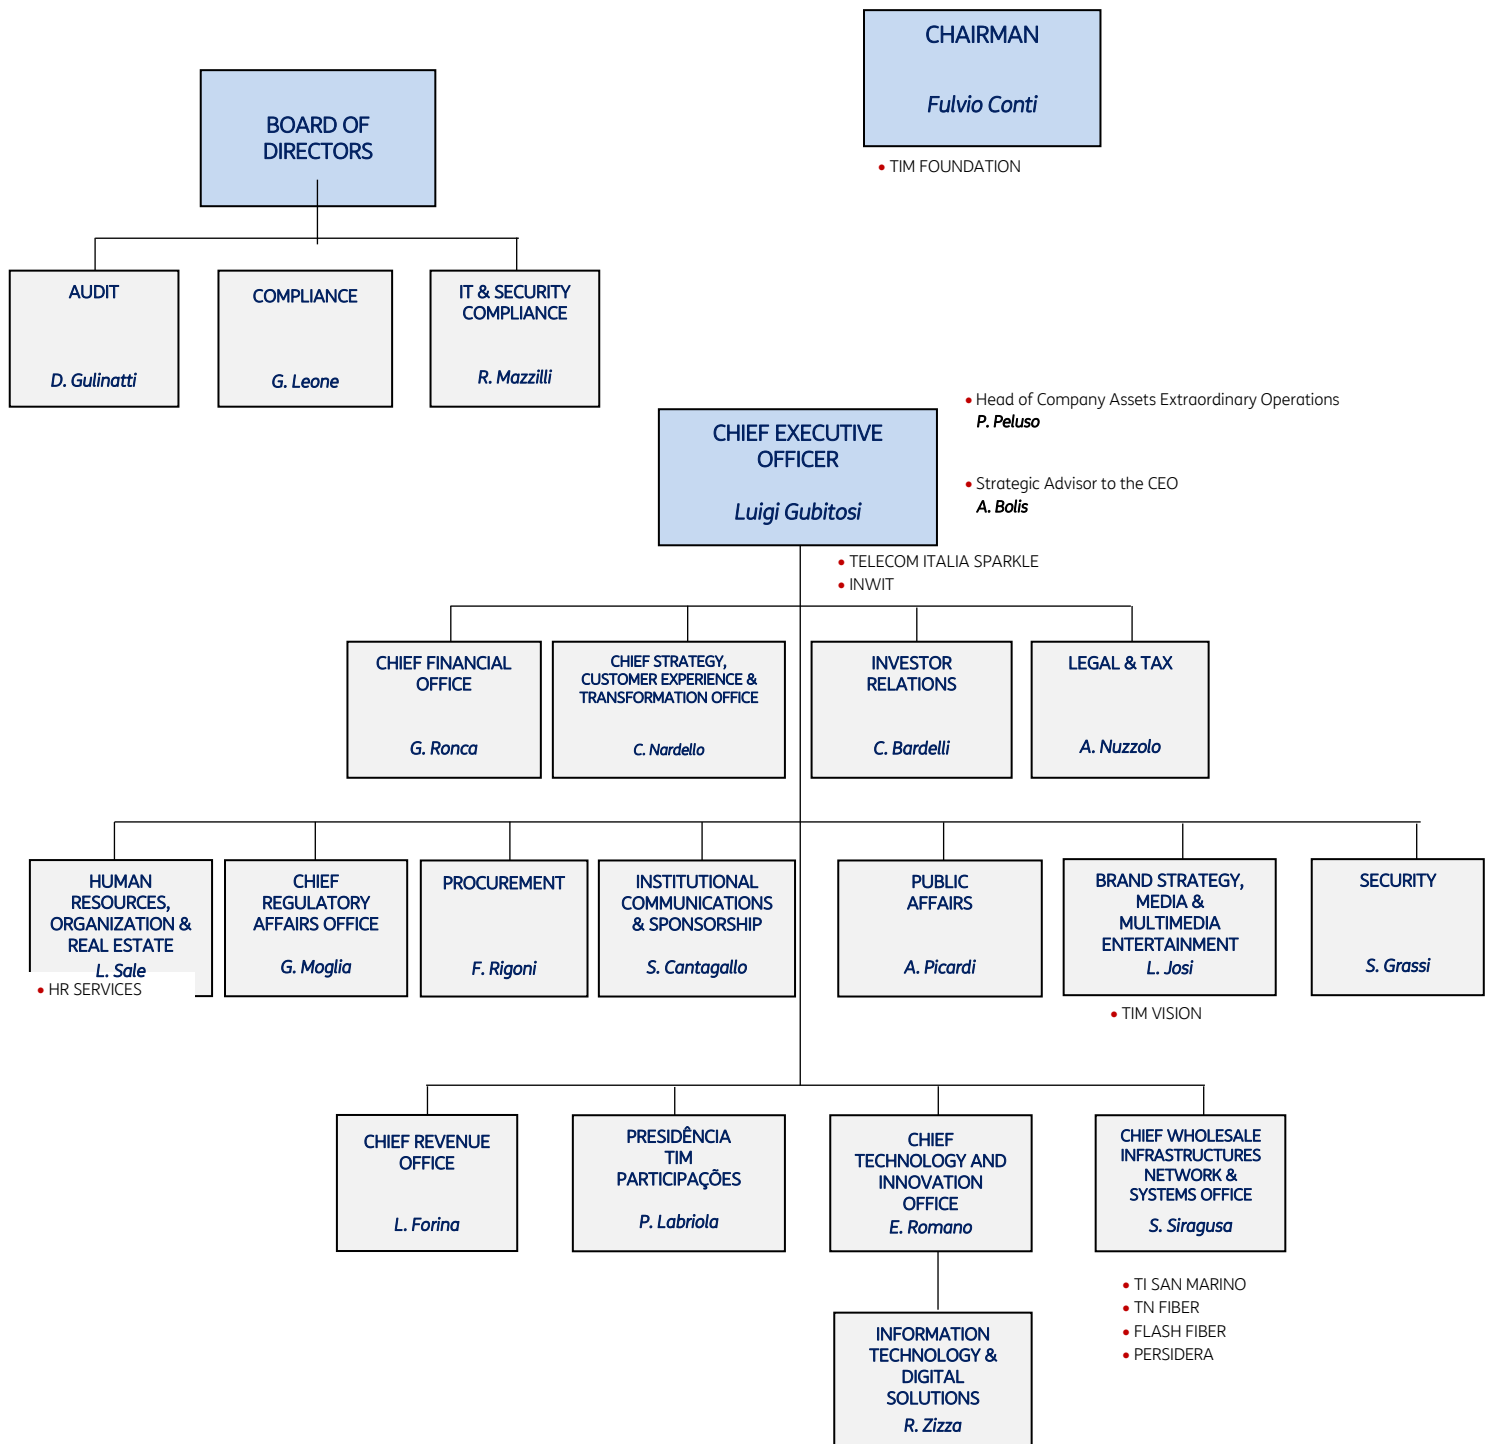 CHAIRMAN
Fulvio Conti
• TIM FOUNDATION
BOARD OF
DIRECTORS
AUDIT
D. Gulinatti
COMPLIANCE
G. Leone
IT & SECURITY
COMPLIANCE
R. Mazzilli
CHIEF EXECUTIVE
OFFICER
Luigi Gubitosi
• Head of Company Assets Extraordinary Operations
P. Peluso
• Strategic Advisor to the CEO
A. Bolis
• TELECOM ITALIA SPARKLE
• INWIT
CHIEF FINANCIAL
OFFICE
G. Ronca
CHIEF STRATEGY,
CUSTOMER EXPERIENCE &
TRANSFORMATION OFFICE
C. Nardello
INVESTOR
RELATIONS
C. Bardelli
LEGAL & TAX
A. Nuzzolo
HUMAN
RESOURCES,
ORGANIZATION &
REAL ESTATE
L. Sale
• HR SERVICES
CHIEF
REGULATORY
AFFAIRS OFFICE
G. Moglia
PROCUREMENT
F. Rigoni
INSTITUTIONAL
COMMUNICATIONS
& SPONSORSHIP
S. Cantagallo
PUBLIC
AFFAIRS
A. Picardi
BRAND STRATEGY,
MEDIA &
MULTIMEDIA
ENTERTAINMENT
L. Josi
• TIM VISION
SECURITY
S. Grassi
CHIEF REVENUE
OFFICE
L. Forina
PRESIDÊNCIA
TIM
PARTICIPAÇÕES
P. Labriola
CHIEF
TECHNOLOGY AND
INNOVATION
OFFICE
E. Romano
CHIEF WHOLESALE
INFRASTRUCTURES
NETWORK &
SYSTEMS OFFICE
S. Siragusa
• TI SAN MARINO
• TN FIBER
• FLASH FIBER
• PERSIDERA
INFORMATION
TECHNOLOGY &
DIGITAL
SOLUTIONS
R. Zizza